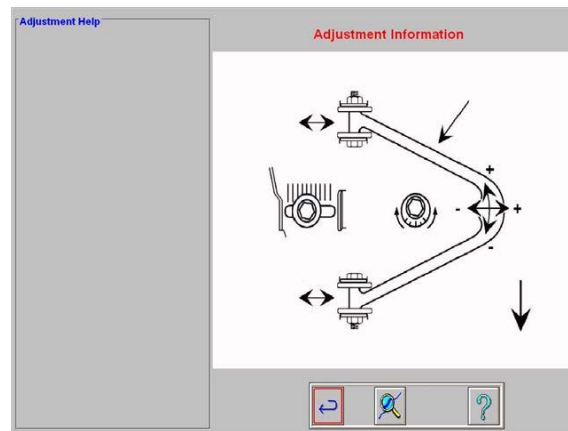 Adjustment Help
Adjustment Information
+
- +
-
?